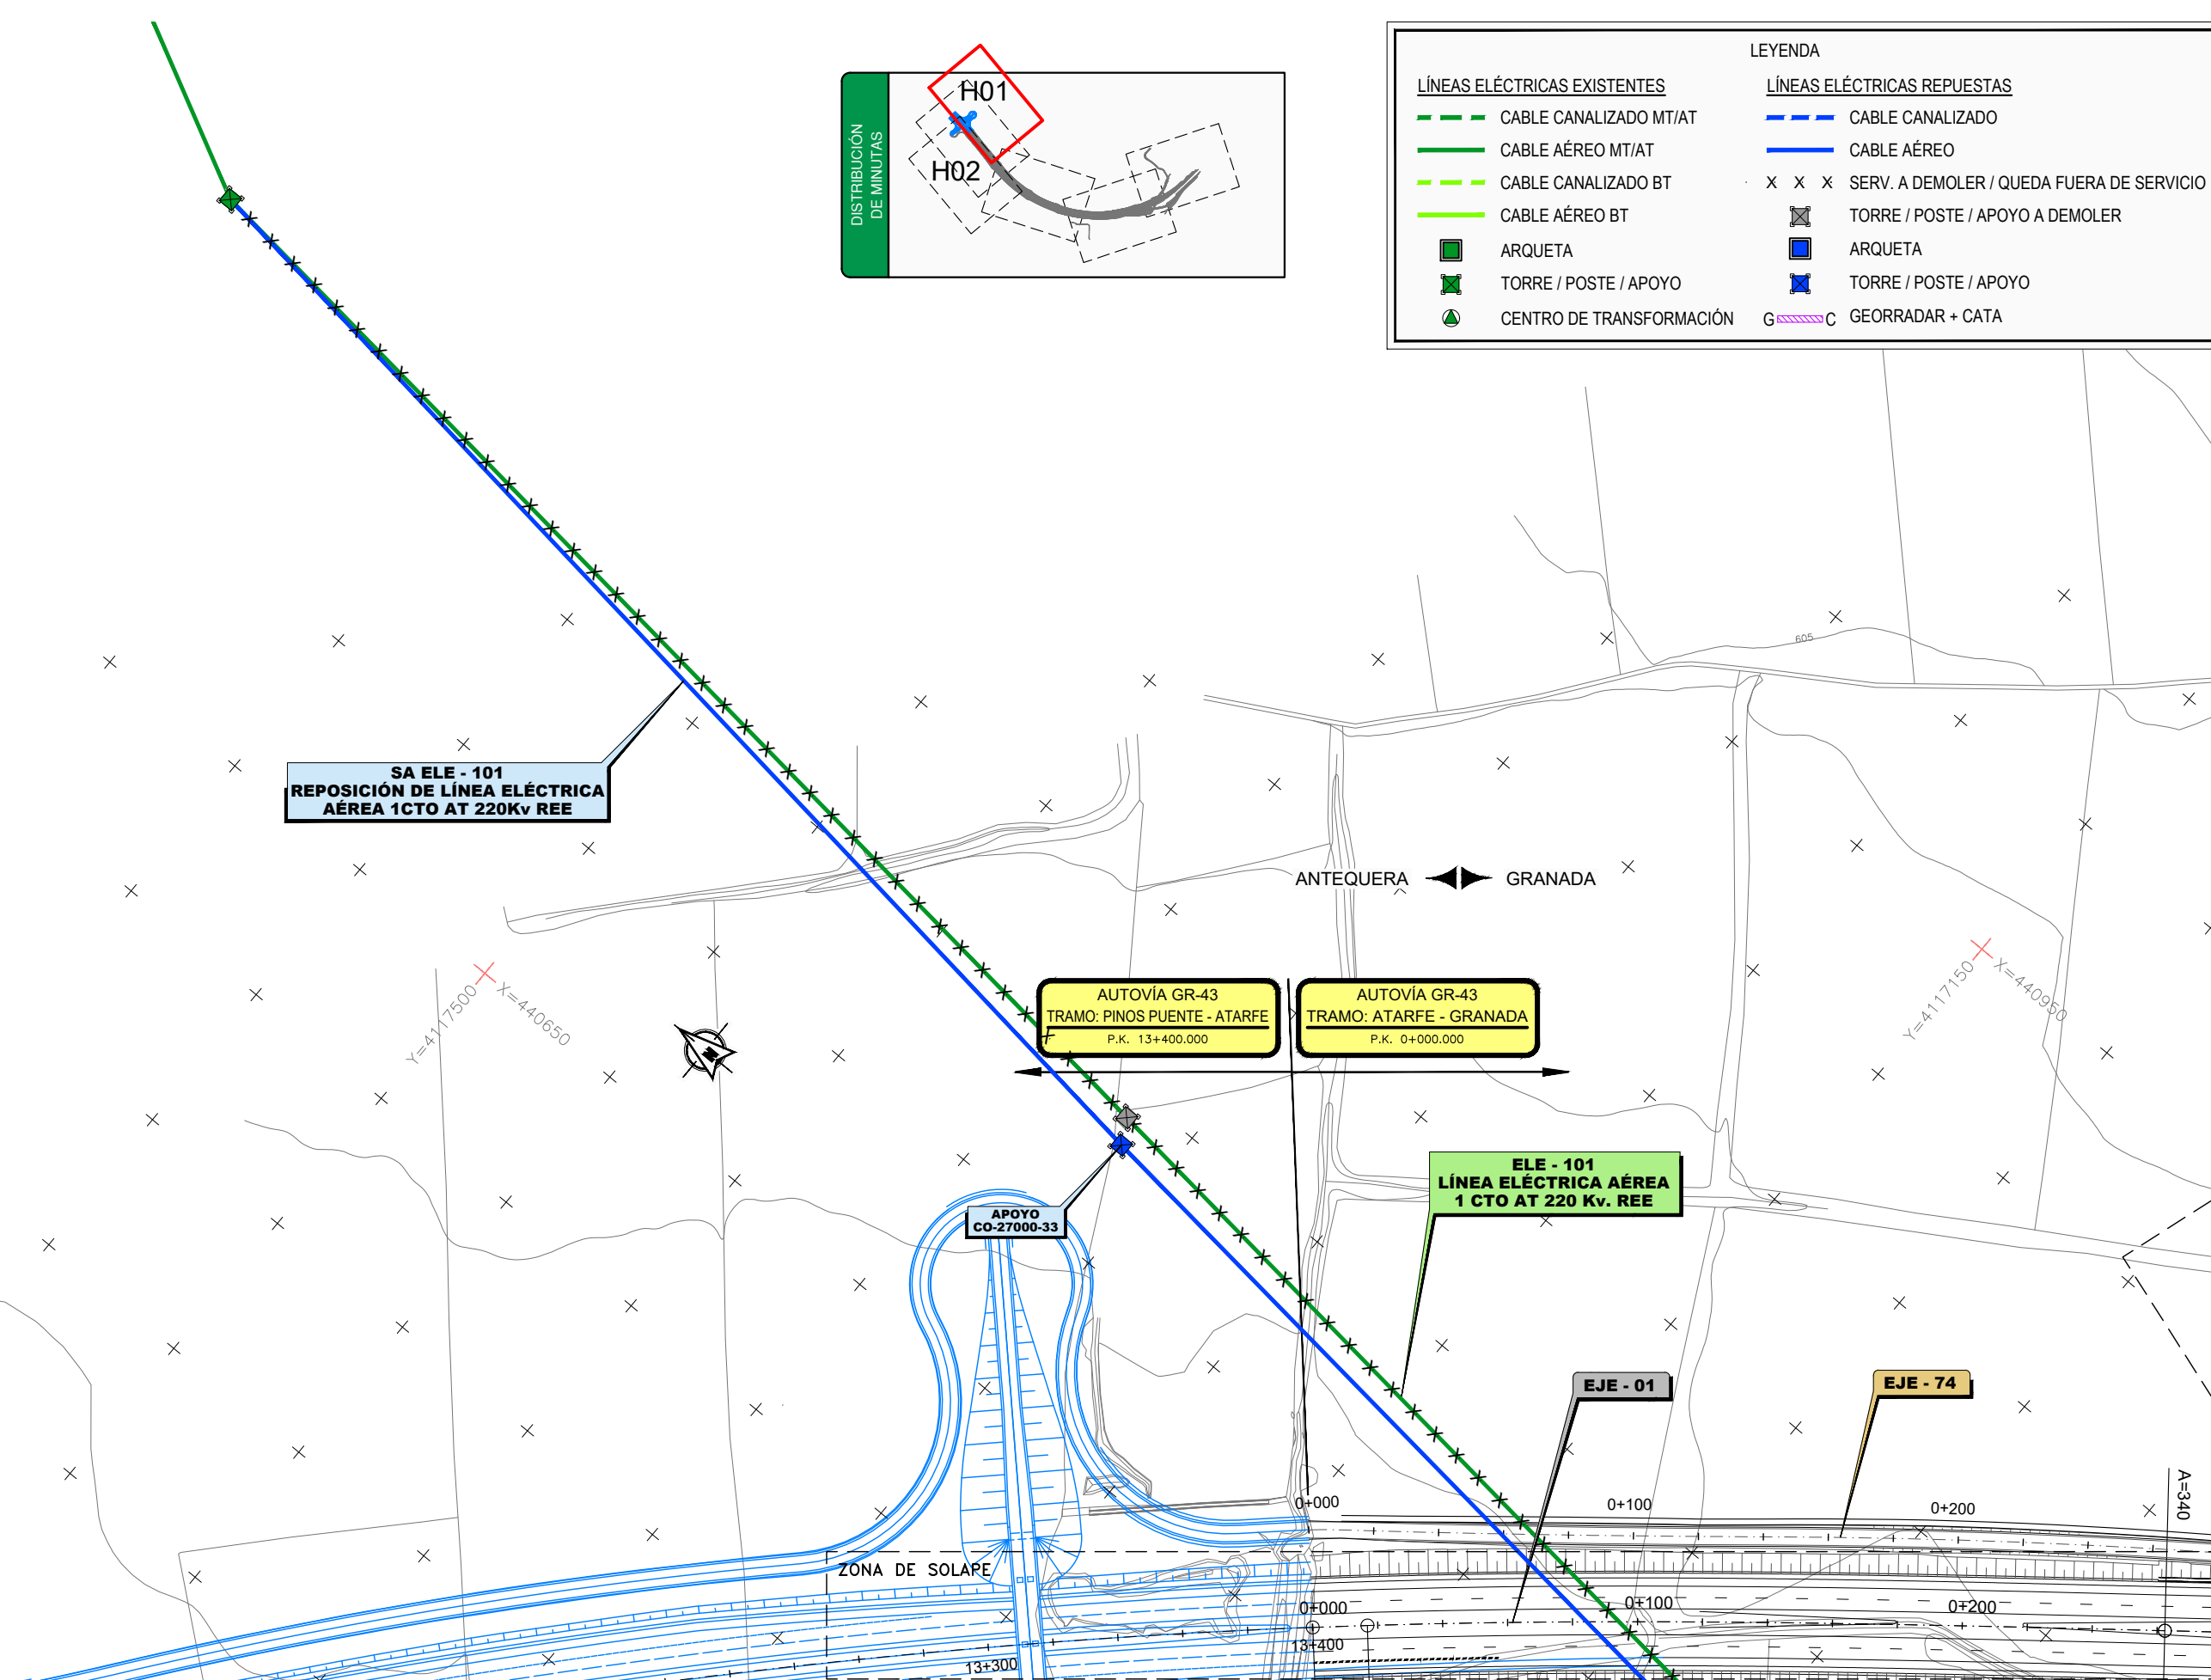 DISTRIBUCIÓN
DE MINUTAS
H01
H02
LEYENDA
LÍNEAS ELÉCTRICAS EXISTENTES
CABLE CANALIZADO MT/AT
CABLE AÉREO MT/AT
CABLE CANALIZADO BT
CABLE AÉREO BT
ARQUETA
TORRE / POSTE / APOYO
CENTRO DE TRANSFORMACIÓN
LÍNEAS ELÉCTRICAS REPUESTAS
CABLE CANALIZADO
CABLE AÉREO
X X X SERV. A DEMOLER / QUEDA FUERA DE SERVICIO
TORRE / POSTE / APOYO A DEMOLER
ARQUETA
TORRE / POSTE / APOYO
G C GEORRADAR + CATA
605
SA ELE - 101
REPOSICIÓN DE LÍNEA ELÉCTRICA
AÉREA 1CTO AT 220Kv REE
ANTEQUERA GRANADA
Y=4117500
X=440650
N
AUTOVÍA GR-43
TRAMO: PINOS PUENTE - ATARFE
P.K. 13+400.000
AUTOVÍA GR-43
TRAMO: ATARFE - GRANADA
P.K. 0+000.000
Y=4117150
X=440950
ELE - 101
LÍNEA ELÉCTRICA AÉREA
1 CTO AT 220 Kv. REE
APOYO
CO-27000-33
EJE - 01
EJE - 74
A=340
0+000
0+100
0+200
ZONA DE SOLAPE
0+000
0+100
0+200
13+400
13+300